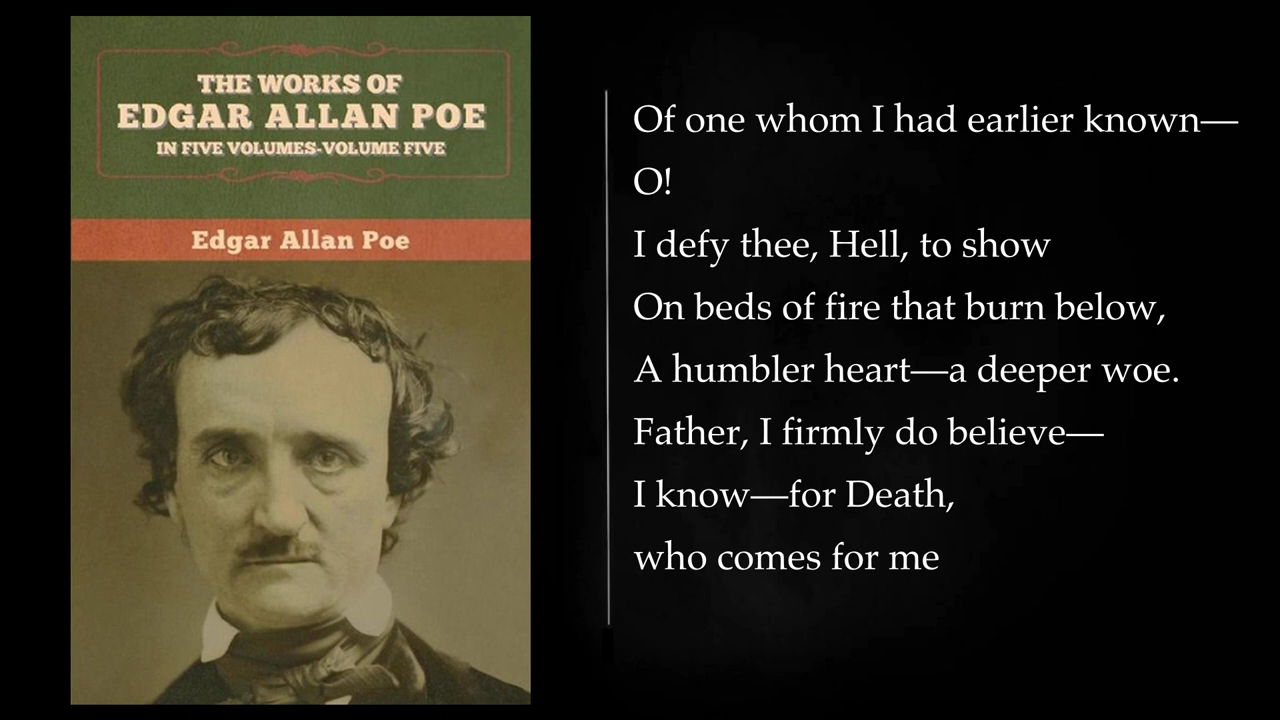 THE WORKS OF
EDGAR ALLAN POE
IN FIVE VOLUMES-VOLUME FIVE
Edgar Allan Poe
Of one whom I had earlier known—
O!
I defy thee, Hell, to show
On beds of fire that burn below,
A humbler heart—a deeper woe.
Father, I firmly do believe—
I know—for Death,
who comes for me